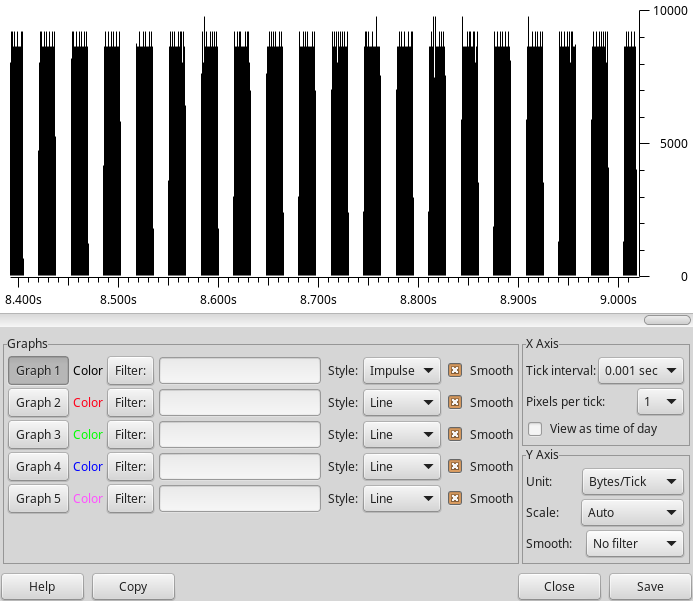 10000
5000
0
8.400s 8.500s 8.600s 8.700s 8.800s 8.900s 9.000s
Graphs
Graph 1 Color Filter: Style: Impulse Smooth
Graph 2 Color Filter: Style: Line Smooth
Graph 3 Color Filter: Style: Line Smooth
Graph 4 Color Filter: Style: Line Smooth
Graph 5 Color Filter: Style: Line Smooth
X Axis
Tick interval: 0.001 sec
Pixels per tick: 1
View as time of day
Y Axis
Unit: Bytes/Tick
Scale: Auto
Smooth: No filter
Help Copy Close Save